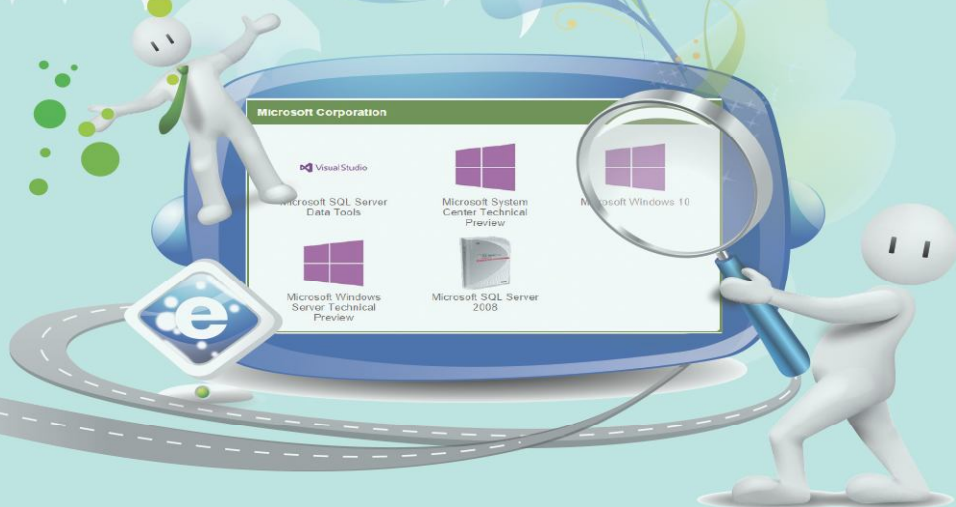 Microsoft Corporation
Visual Studio
Microsoft SQL Server
Data Tools
Microsoft System
Center Technical
Preview
Microsoft Windows 10
Microsoft Windows
Server Technical
Preview
Microsoft SQL Server
2008
e